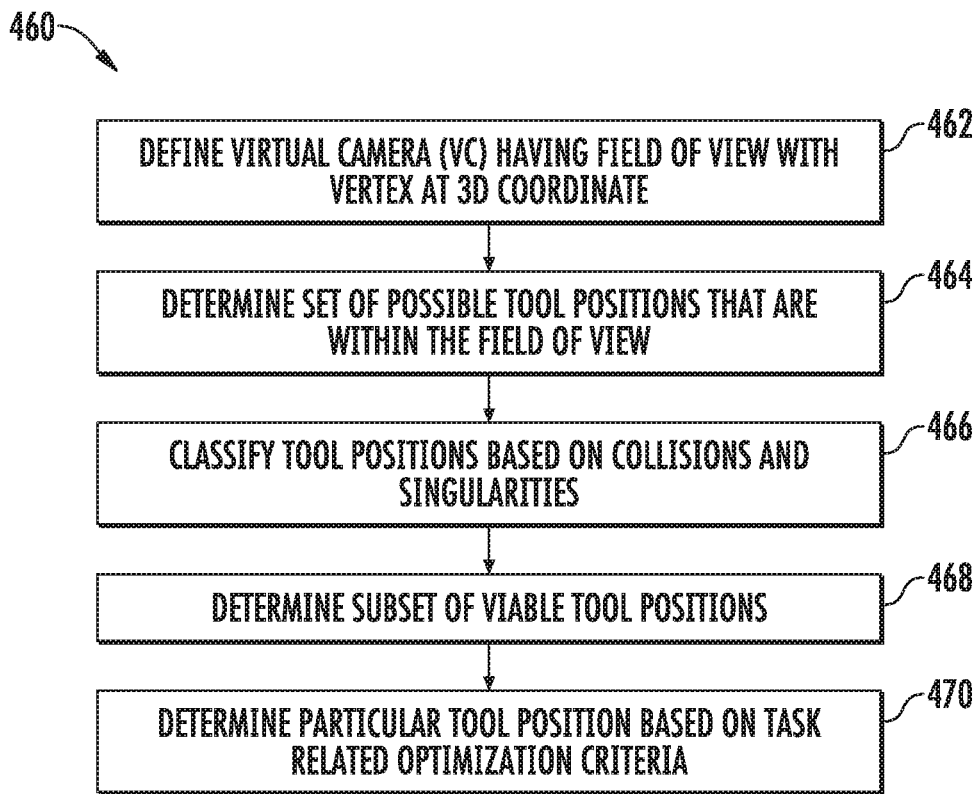 460
462
DEFINE VIRTUAL CAMERA (VC) HAVING FIELD OF VIEW WITH
VERTEX AT 3D COORDINATE
464
DETERMINE SET OF POSSIBLE TOOL POSITIONS THAT ARE
WITHIN THE FIELD OF VIEW
466
CLASSIFY TOOL POSITIONS BASED ON COLLISIONS AND
SINGULARITIES
468
DETERMINE SUBSET OF VIABLE TOOL POSITIONS
470
DETERMINE PARTICULAR TOOL POSITION BASED ON TASK
RELATED OPTIMIZATION CRITERIA